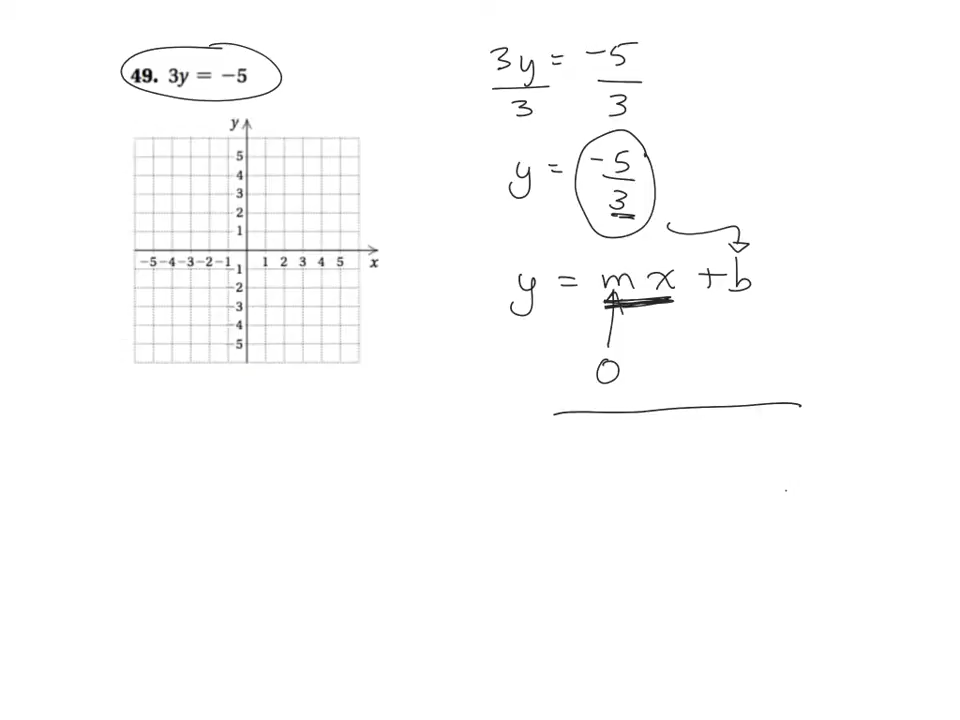 49. 3y = −5
y
5
4
3
2
1
−5 −4 −3 −2 −1 1 2 3 4 5 x
−1
−2
−3
−4
−5
3y = −5
3 3
y = −5
3
y = mx + b
0